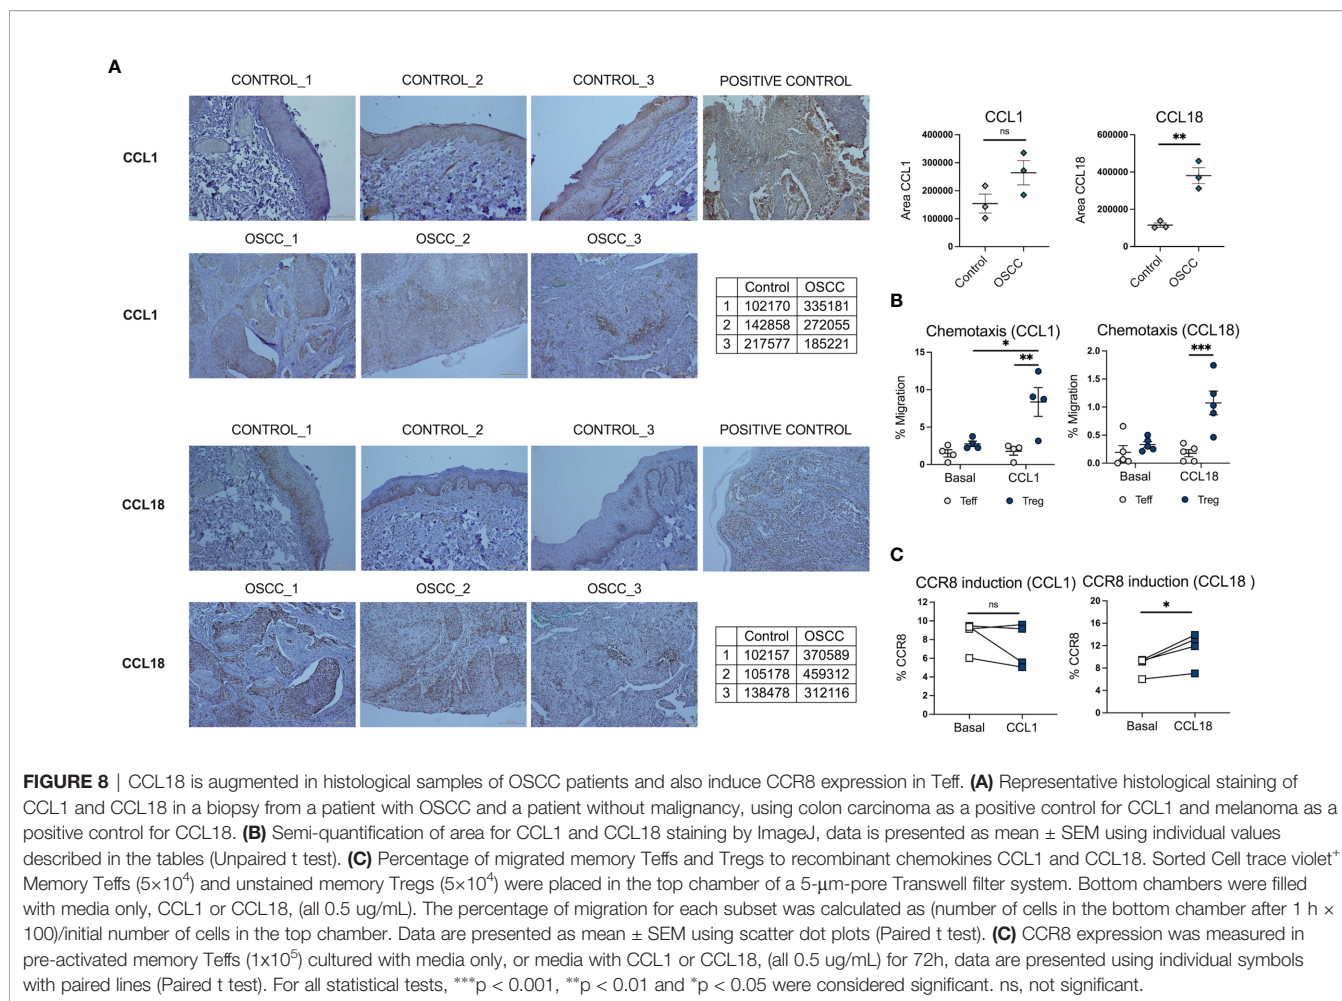 A
CONTROL_1 CONTROL_2 CONTROL_3 POSITIVE CONTROL
CCL1
OSCC_1 OSCC_2 OSCC_3
CCL1
Control OSCC
1 102170 335181
2 142858 272055
3 217577 185221
CONTROL_1 CONTROL_2 CONTROL_3 POSITIVE CONTROL
CCL18
OSCC_1 OSCC_2 OSCC_3
CCL18
Control OSCC
1 102157 370589
2 105178 459312
3 138478 312116
CCL1
ns
Area CCL1
400000
300000
200000
100000
0
Control OSCC
CCL18
**
Area CCL18
600000
400000
200000
0
Control OSCC
B
Chemotaxis (CCL1)
*
**
% Migration
15
10
5
0
Basal CCL1
Teff Treg
Chemotaxis (CCL18)
***
% Migration
2.0
1.5
1.0
0.5
0.0
Basal CCL18
Teff Treg
C
CCR8 induction (CCL1)
ns
% CCR8
12
10
8
6
4
2
0
Basal CCL1
CCR8 induction (CCL18 )
*
% CCR8
20
16
12
8
4
0
Basal CCL18
FIGURE 8 | CCL18 is augmented in histological samples of OSCC patients and also induce CCR8 expression in Teff. (A) Representative histological staining of
CCL1 and CCL18 in a biopsy from a patient with OSCC and a patient without malignancy, using colon carcinoma as a positive control for CCL1 and melanoma as a
positive control for CCL18. (B) Semi-quantification of area for CCL1 and CCL18 staining by ImageJ, data is presented as mean ± SEM using individual values
described in the tables (Unpaired t test). (C) Percentage of migrated memory Teffs and Tregs to recombinant chemokines CCL1 and CCL18. Sorted Cell trace violet⁺
Memory Teffs (5×10⁴) and unstained memory Tregs (5×10⁴) were placed in the top chamber of a 5-µm-pore Transwell filter system. Bottom chambers were filled
with media only, CCL1 or CCL18, (all 0.5 ug/mL). The percentage of migration for each subset was calculated as (number of cells in the bottom chamber after 1 h ×
100)/initial number of cells in the top chamber. Data are presented as mean ± SEM using scatter dot plots (Paired t test). (C) CCR8 expression was measured in
pre-activated memory Teffs (1x10⁵) cultured with media only, or media with CCL1 or CCL18, (all 0.5 ug/mL) for 72h, data are presented using individual symbols
with paired lines (Paired t test). For all statistical tests, ***p < 0.001, **p < 0.01 and *p < 0.05 were considered significant. ns, not significant.